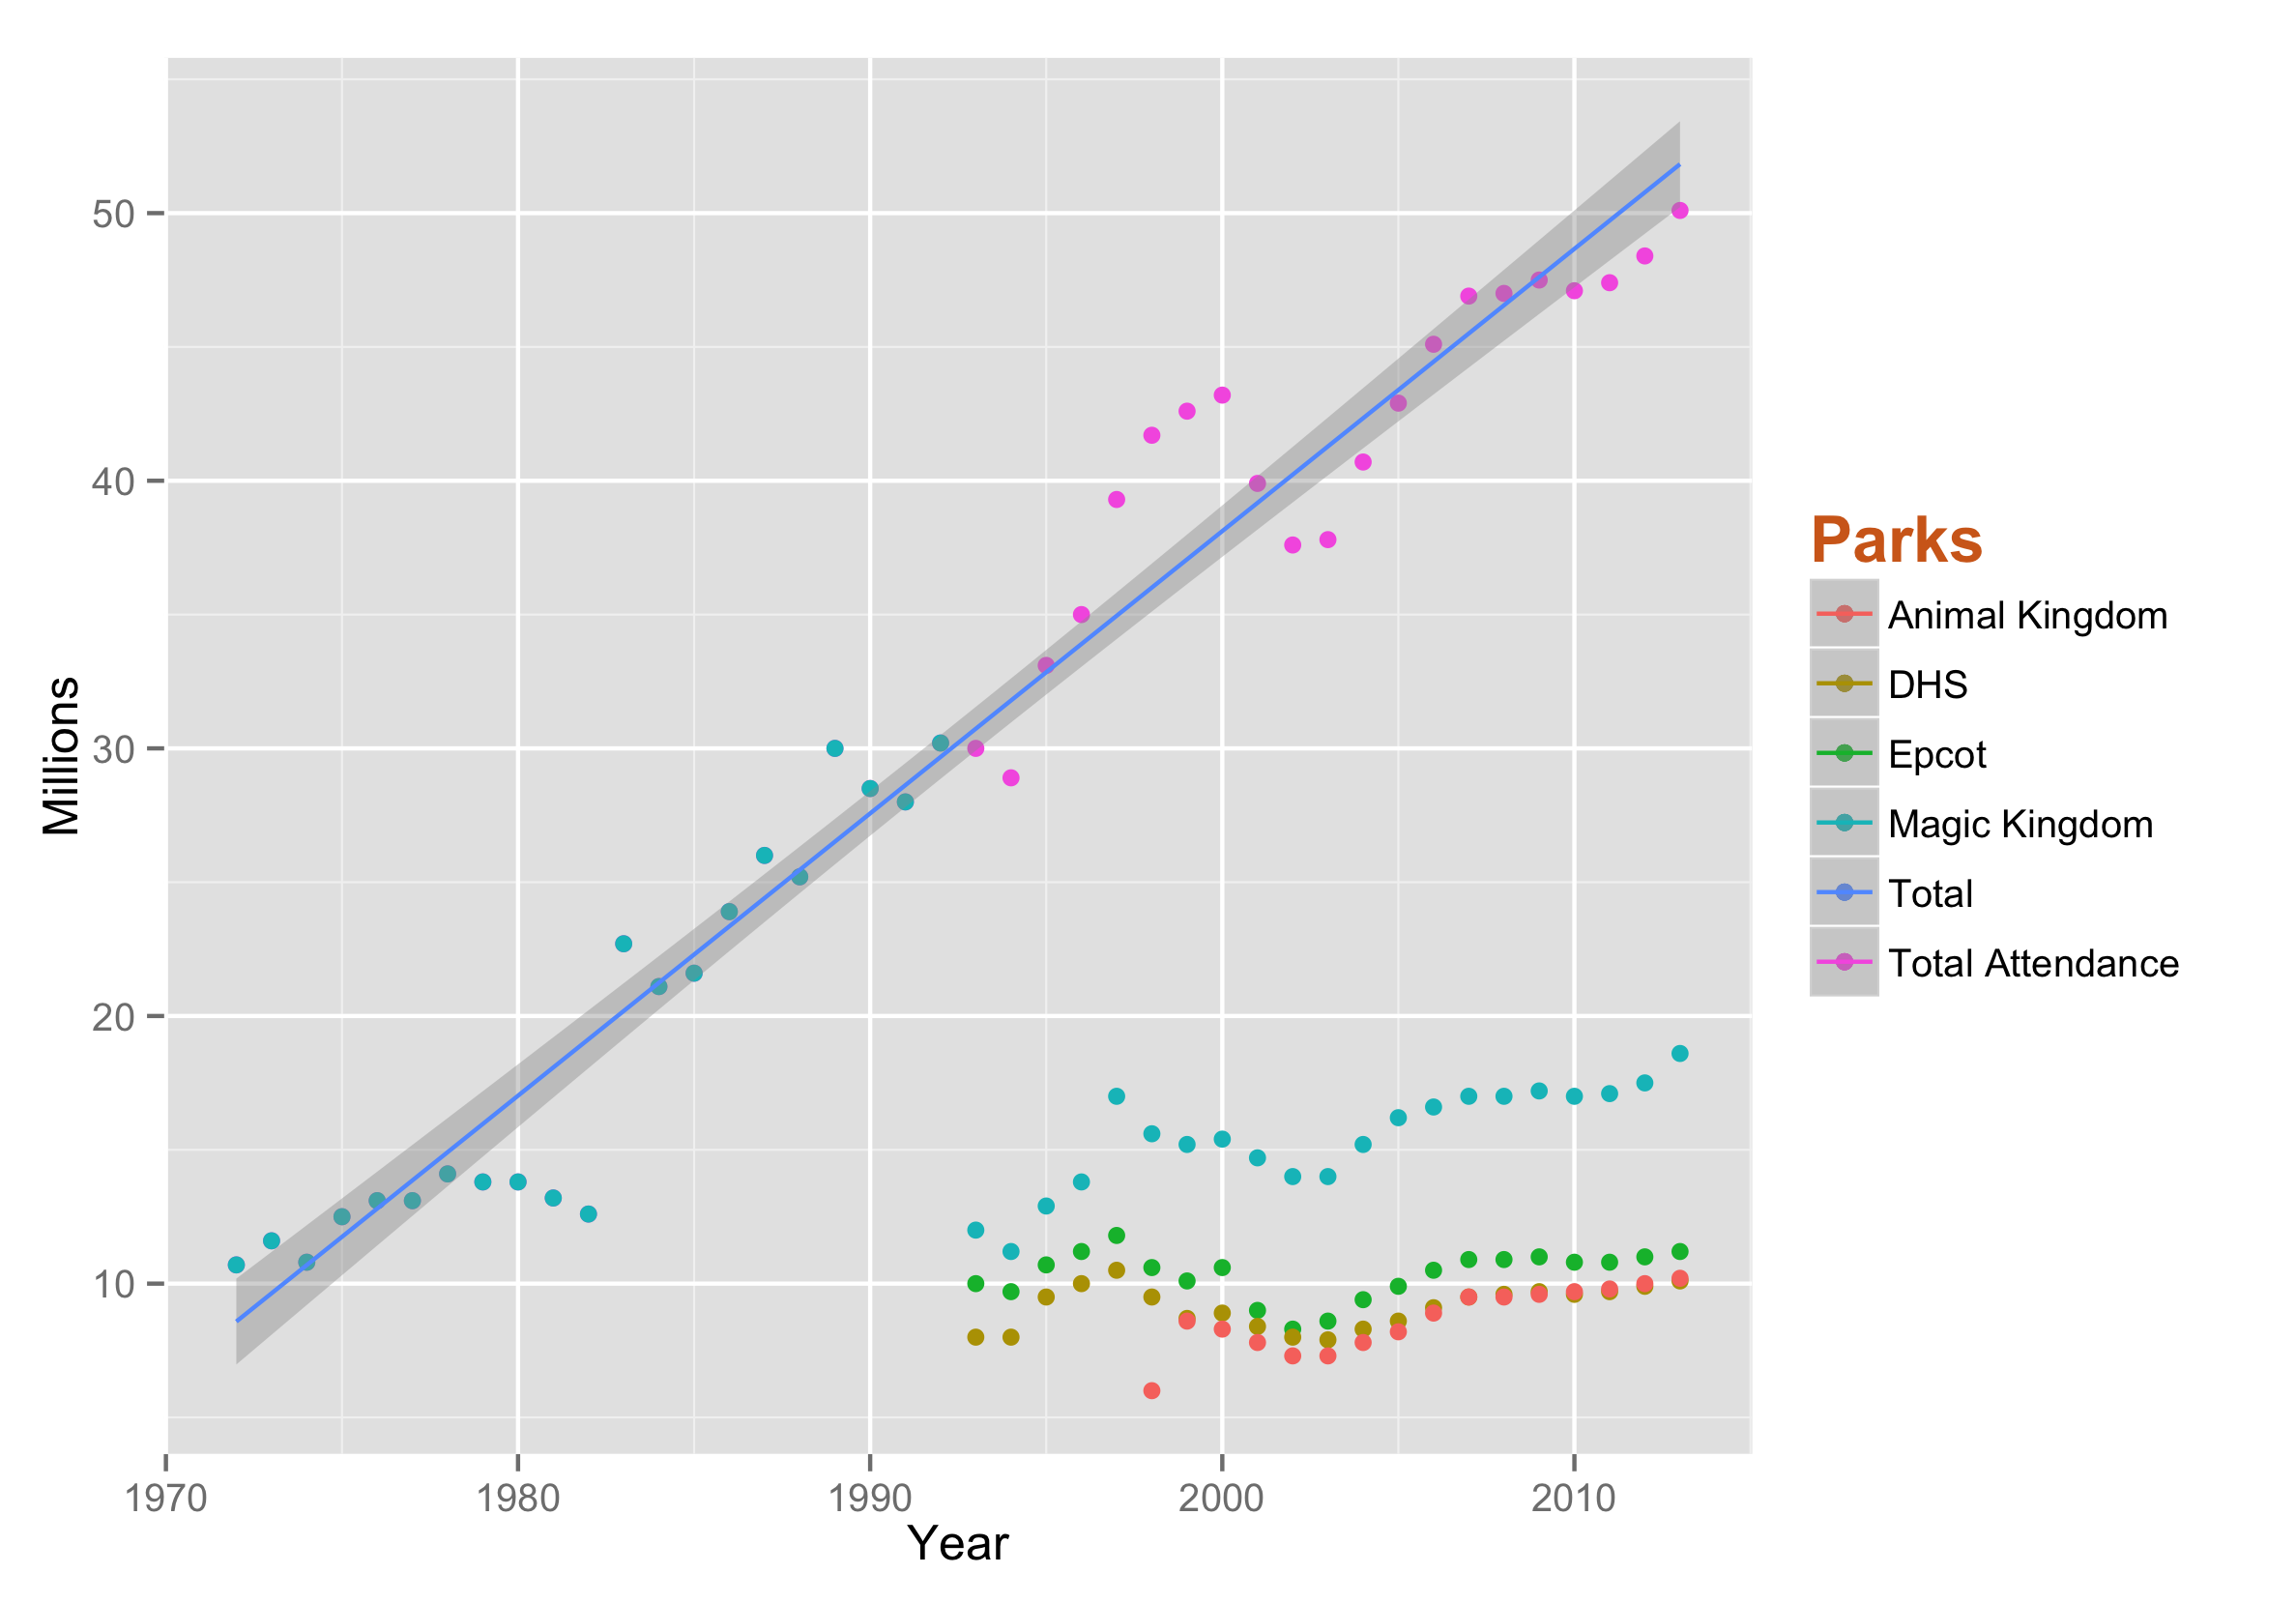 50
40
30
20
10
Millions
1970 1980 1990 2000 2010
Year
Parks
Animal Kingdom
DHS
Epcot
Magic Kingdom
Total
Total Attendance